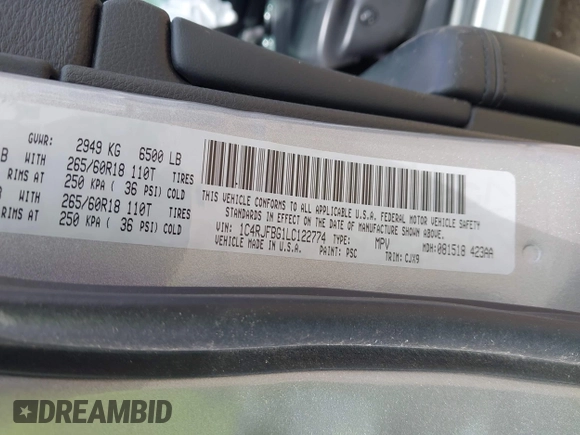 GVWR: 2949 KG 6500 LB
B WITH 265/60R18 110T TIRES
RIMS AT 250 KPA ( 36 PSI) COLD
WITH 265/60R18 110T TIRES
RIMS AT 250 KPA ( 36 PSI) COLD
THIS VEHICLE CONFORMS TO ALL APPLICABLE U.S.A. FEDERAL MOTOR VEHICLE SAFETY
STANDARDS IN EFFECT ON THE DATE OF MANUFACTURE SHOWN ABOVE.
VIN: 1C4RJFBG1LC122774 TYPE: MPV MDH: 081518 423AA
VEHICLE MADE IN U.S.A. PAINT: PSC TRIM: CJX9
DREAMBID